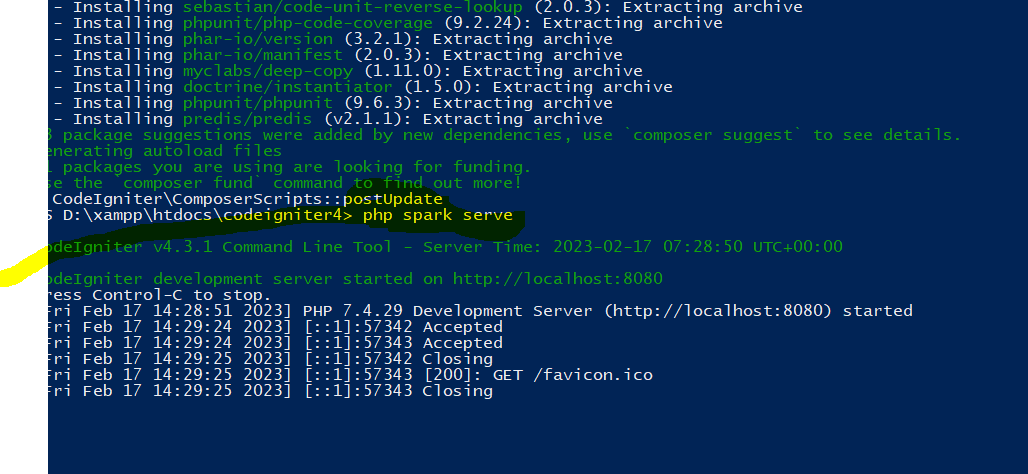 - Installing sebastian/code-unit-reverse-lookup (2.0.3): Extracting archive
- Installing phpunit/php-code-coverage (9.2.24): Extracting archive
- Installing phar-io/version (3.2.1): Extracting archive
- Installing phar-io/manifest (2.0.3): Extracting archive
- Installing myclabs/deep-copy (1.11.0): Extracting archive
- Installing doctrine/instantiator (1.5.0): Extracting archive
- Installing phpunit/phpunit (9.6.3): Extracting archive
- Installing predis/predis (v2.1.1): Extracting archive
package suggestions were added by new dependencies, use `composer suggest` to see details.
enerating autoload files
packages you are using are looking for funding.
se the `composer fund` command to find out more!
CodeIgniter\ComposerScripts::postUpdate
S D:\xampp\htdocs\codeigniter4> php spark serve
odeIgniter v4.3.1 Command Line Tool - Server Time: 2023-02-17 07:28:50 UTC+00:00
odeIgniter development server started on http://localhost:8080
ress Control-C to stop.
Fri Feb 17 14:28:51 2023] PHP 7.4.29 Development Server (http://localhost:8080) started
Fri Feb 17 14:29:24 2023] [::1]:57342 Accepted
Fri Feb 17 14:29:24 2023] [::1]:57343 Accepted
Fri Feb 17 14:29:25 2023] [::1]:57342 Closing
Fri Feb 17 14:29:25 2023] [::1]:57343 [200]: GET /favicon.ico
Fri Feb 17 14:29:25 2023] [::1]:57343 Closing